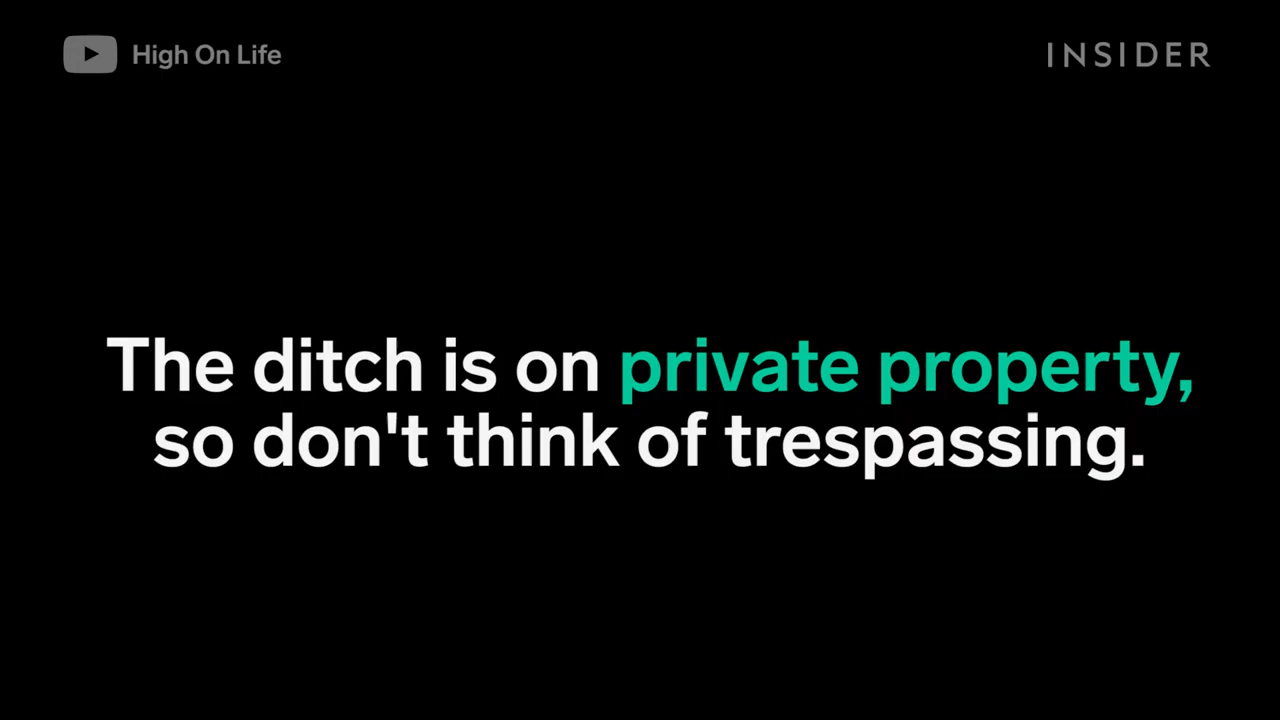 High On Life
INSIDER
The ditch is on private property,
so don't think of trespassing.